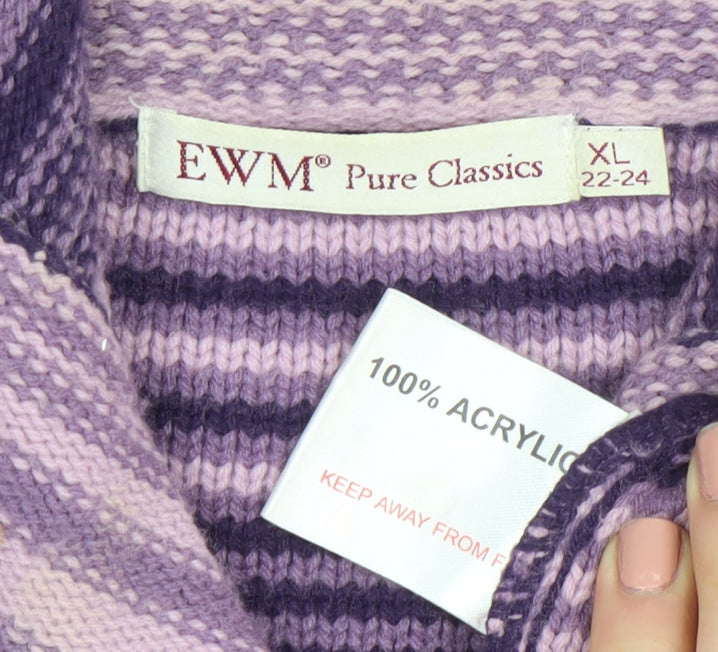 EWM® Pure Classics
XL
22-24
100% ACRYLIC
KEEP AWAY FROM F